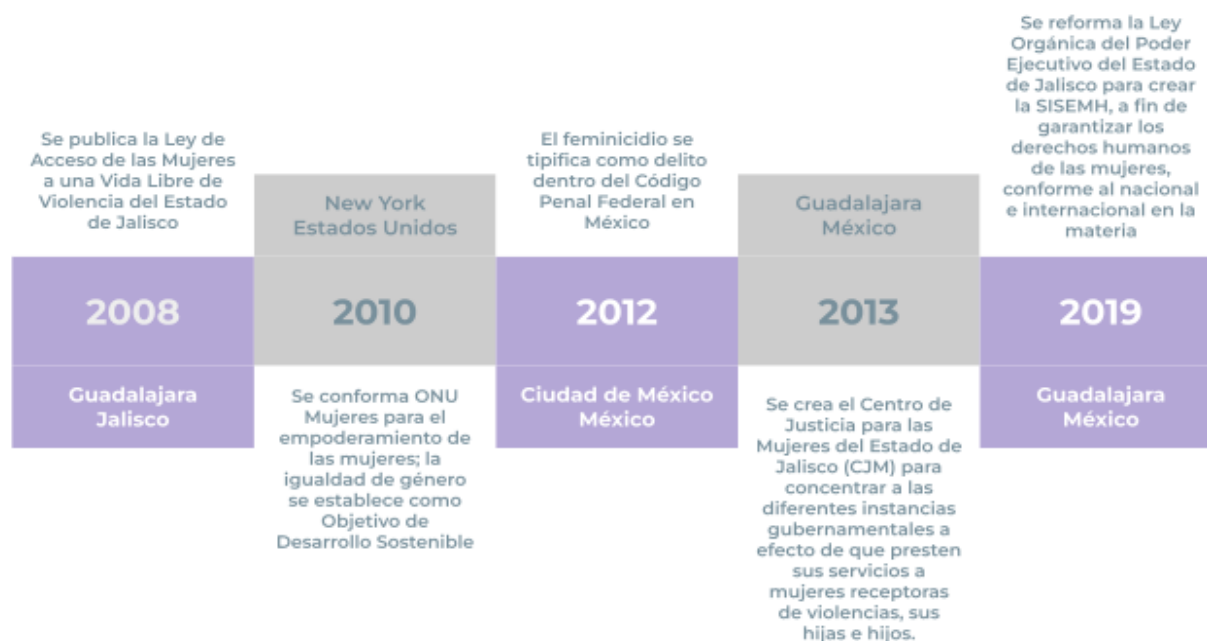 Se publica la Ley de
Acceso de las Mujeres
a una Vida Libre de
Violencia del Estado
de Jalisco
2008
Guadalajara
Jalisco
New York
Estados Unidos
2010
Se conforma ONU
Mujeres para el
empoderamiento de
las mujeres; la
igualdad de género
se establece como
Objetivo de
Desarrollo Sostenible
El feminicidio se
tipifica como delito
dentro del Código
Penal Federal en
México
2012
Ciudad de México
México
Guadalajara
México
2013
Se crea el Centro de
Justicia para las
Mujeres del Estado de
Jalisco (CJM) para
concentrar a las
diferentes instancias
gubernamentales a
efecto de que presten
sus servicios a
mujeres receptoras
de violencias, sus
hijas e hijos.
Se reforma la Ley
Orgánica del Poder
Ejecutivo del Estado
de Jalisco para crear
la SISEMH, a fin de
garantizar los
derechos humanos
de las mujeres,
conforme al nacional
e internacional en la
materia
2019
Guadalajara
México